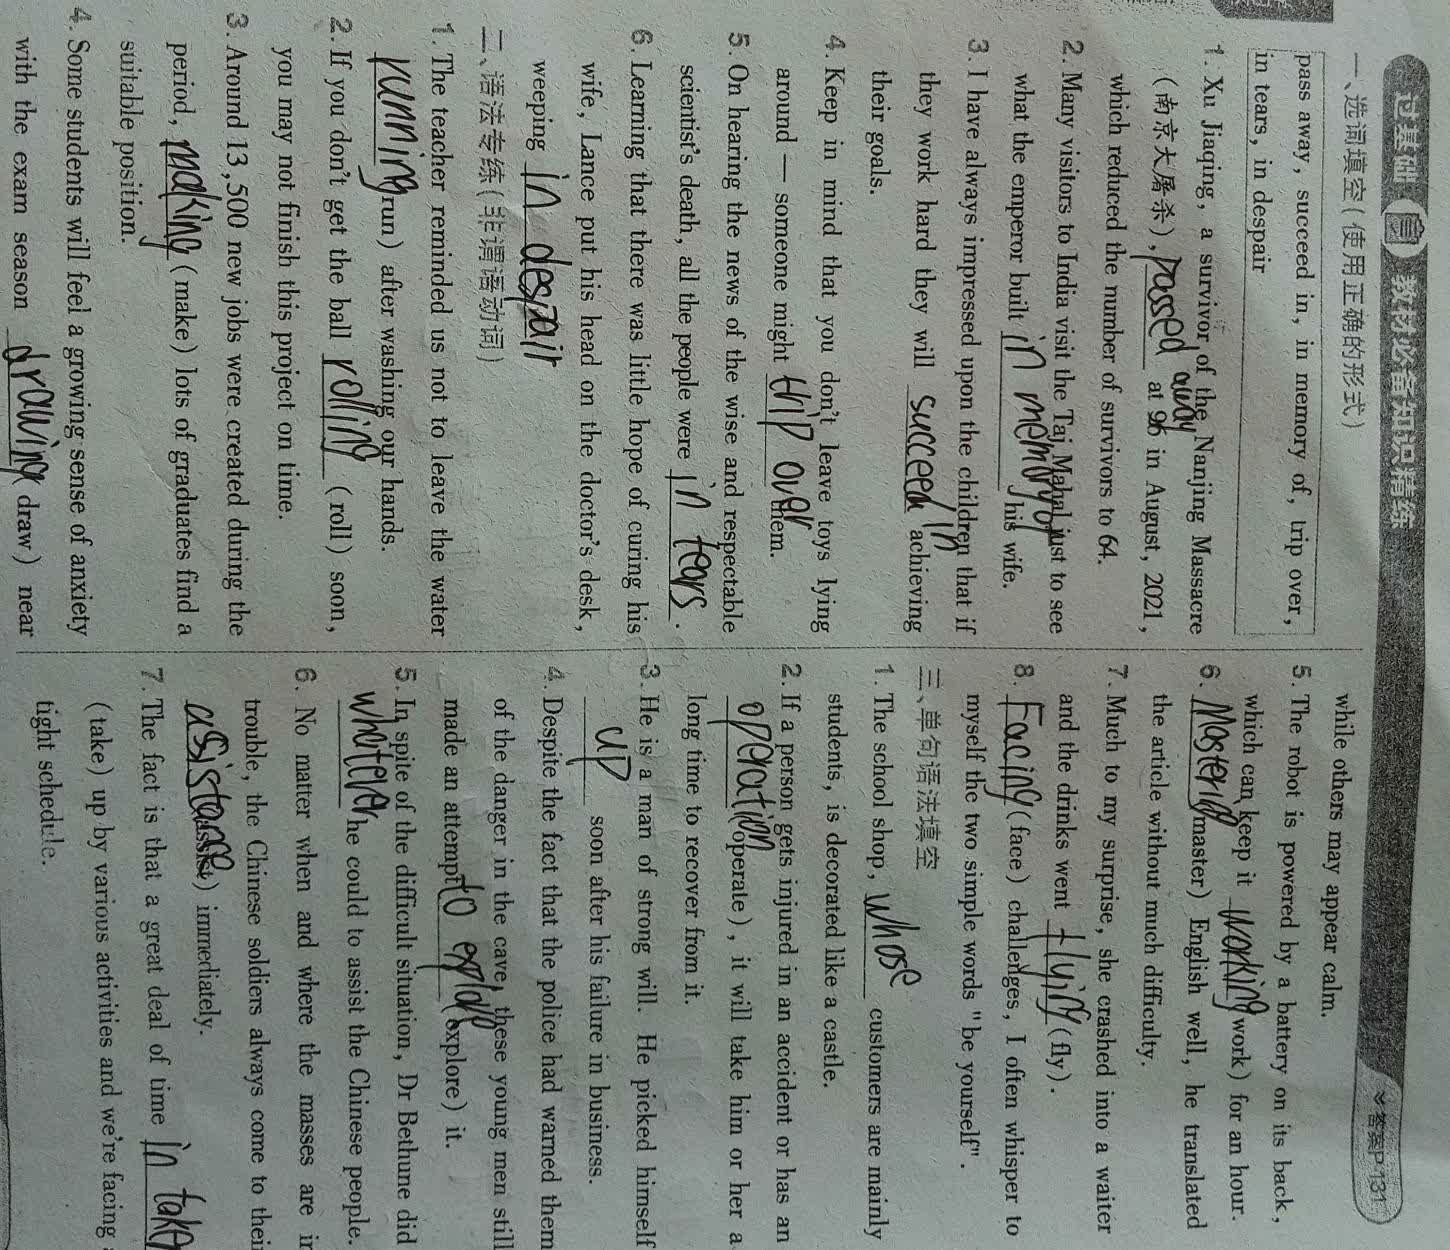 过基础 教材必备知识精练
答案P131
一、选词填空(使用正确的形式)
pass away, succeed in, in memory of, trip over,
in tears, in despair
1. Xu Jiaqing, a survivor of the Nanjing Massacre
(南京大屠杀), passed away at 96 in August, 2021,
which reduced the number of survivors to 64.
2. Many visitors to India visit the Taj Mahal just to see
what the emperor built in memory of his wife.
3. I have always impressed upon the children that if
they work hard they will succeed in achieving
their goals.
4. Keep in mind that you don't leave toys lying
around — someone might trip over them.
5. On hearing the news of the wise and respectable
scientist's death, all the people were in tears.
6. Learning that there was little hope of curing his
wife, Lance put his head on the doctor's desk,
weeping in despair
二、语法专练(非谓语动词)
1. The teacher reminded us not to leave the water
running (run) after washing our hands.
2. If you don't get the ball rolling (roll) soon,
you may not finish this project on time.
3. Around 13,500 new jobs were created during the
period, making (make) lots of graduates find a
suitable position.
4. Some students will feel a growing sense of anxiety
with the exam season drawing draw) near
while others may appear calm.
5. The robot is powered by a battery on its back,
which can keep it working work) for an hour.
6. Mastering master) English well, he translated
the article without much difficulty.
7. Much to my surprise, she crashed into a waiter
and the drinks went flying (fly).
8. Facing (face) challenges, I often whisper to
myself the two simple words "be yourself".
三、单句语法填空
1. The school shop, whose customers are mainly
students, is decorated like a castle.
2. If a person gets injured in an accident or has an
operation operate), it will take him or her a
long time to recover from it.
3. He is a man of strong will. He picked himself
up soon after his failure in business.
4. Despite the fact that the police had warned them
of the danger in the cave, these young men still
made an attempt to explore (explore) it.
5. In spite of the difficult situation, Dr Bethune did
whatever he could to assist the Chinese people.
6. No matter when and where the masses are in
trouble, the Chinese soldiers always come to thei
assistance ) immediately.
7. The fact is that a great deal of time in take
(take) up by various activities and we're facing
tight schedule.